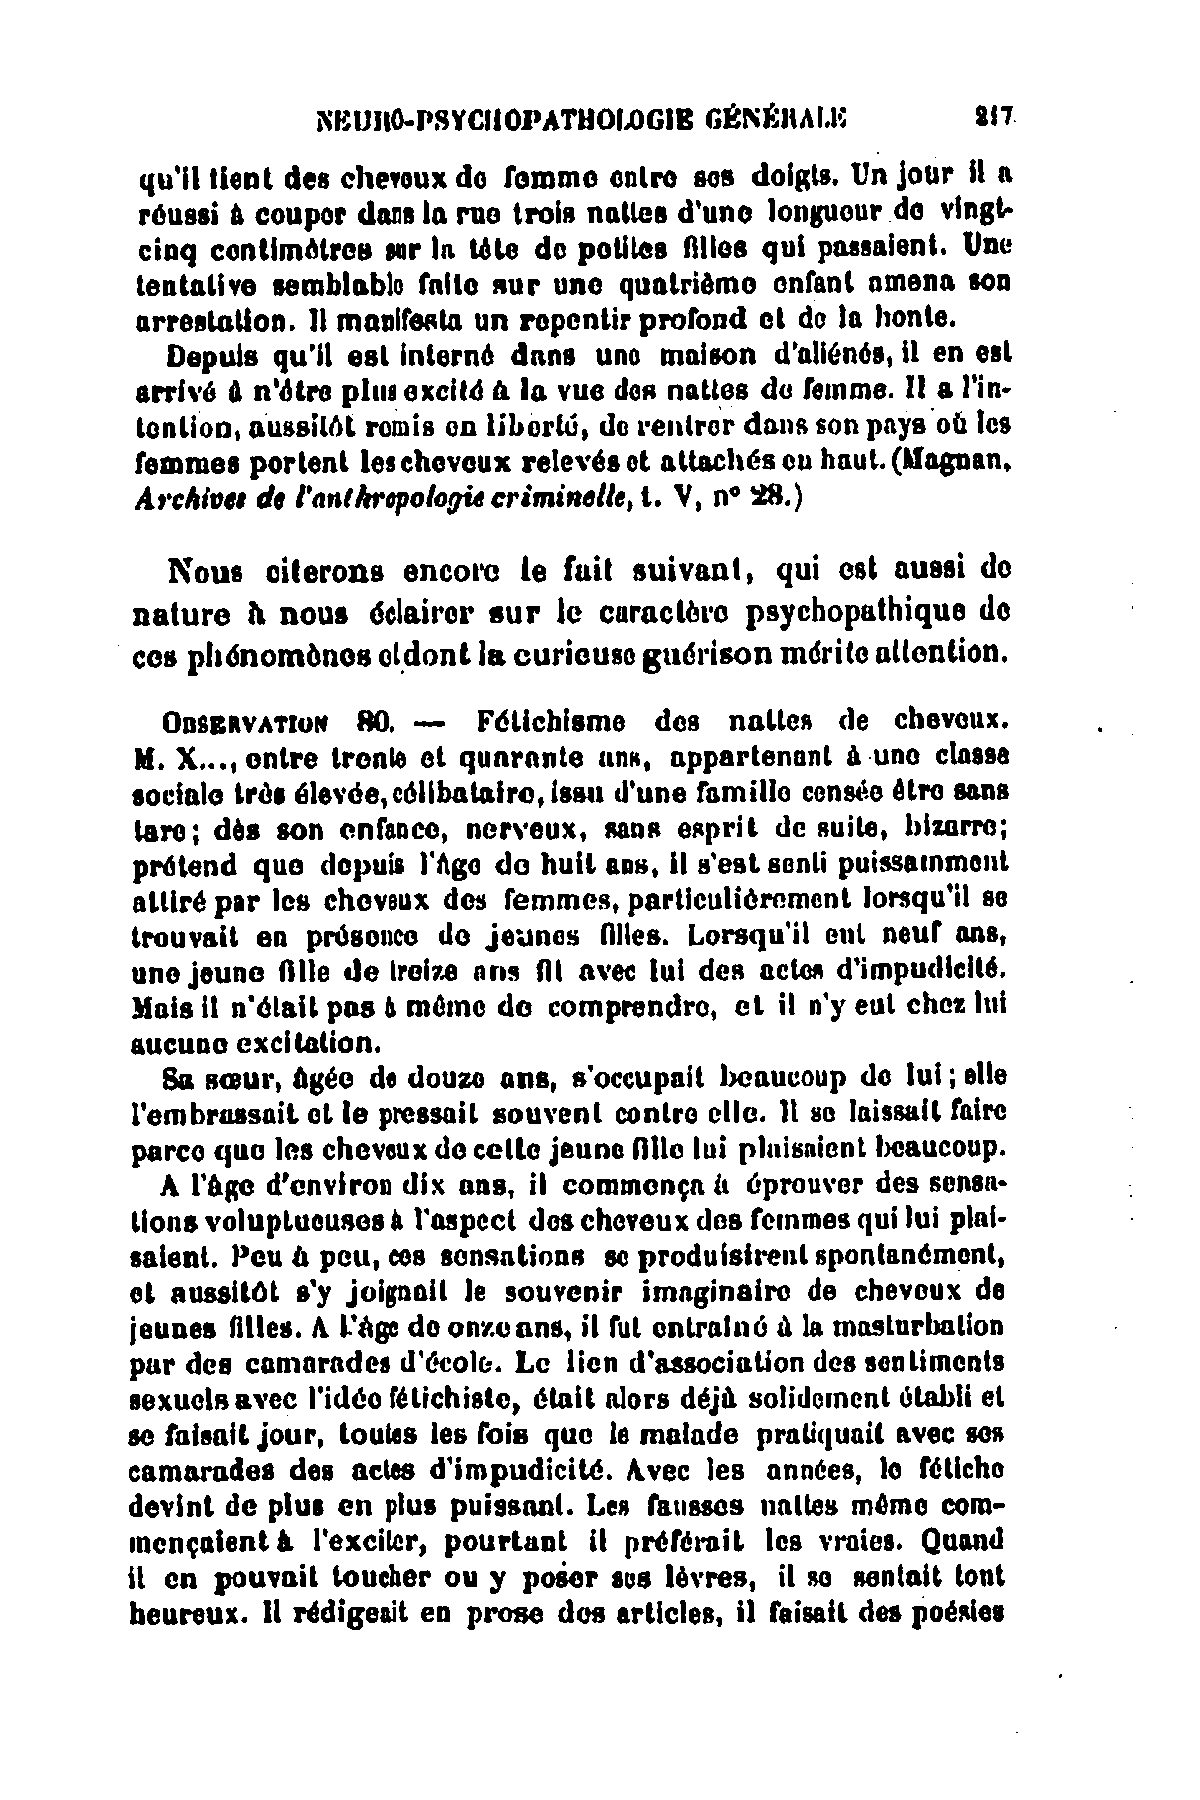 NEURO-PSYCHOPATHOLOGIE GÉNÉRALE 217
qu'il tient des cheveux de femme entre ses doigts. Un jour il a
réussi à couper dans la rue trois nattes d'une longueur de vingt-
cinq centimètres sur la tête de petites filles qui passaient. Une
tentative semblable faite sur une quatrième enfant amena son
arrestation. Il manifesta un repentir profond et de la honte.
Depuis qu'il est interné dans une maison d'aliénés, il en est
arrivé à n'être plus excité à la vue des nattes de femme. Il a l'in-
tention, aussitôt remis en liberté, de rentrer dans son pays où les
femmes portent les cheveux relevés et attachés en haut. (Magnan,
Archives de l'anthropologie criminelle, t. V, n° 28.)
Nous citerons encore le fait suivant, qui est aussi de
nature à nous éclairer sur le caractère psychopathique de
ces phénomènes et dont la curieuse guérison mérite attention.
OBSERVATION 80. — Fétichisme des nattes de cheveux.
M. X..., entre trente et quarante ans, appartenant à une classe
sociale très élevée, célibataire, issu d'une famille censée être sans
tare ; dès son enfance, nerveux, sans esprit de suite, bizarre ;
prétend que depuis l'âge de huit ans, il s'est senti puissamment
attiré par les cheveux des femmes, particulièrement lorsqu'il se
trouvait en présence de jeunes filles. Lorsqu'il eut neuf ans,
une jeune fille de treize ans fit avec lui des actes d'impudicité.
Mais il n'était pas à même de comprendre, et il n'y eut chez lui
aucune excitation.
Sa sœur, âgée de douze ans, s'occupait beaucoup de lui ; elle
l'embrassait et le pressait souvent contre elle. Il se laissait faire
parce que les cheveux de cette jeune fille lui plaisaient beaucoup.
A l'âge d'environ dix ans, il commença à éprouver des sensa-
tions voluptueuses à l'aspect des cheveux des femmes qui lui plai-
saient. Peu à peu, ces sensations se produisirent spontanément,
et aussitôt s'y joignait le souvenir imaginaire de cheveux de
jeunes filles. A l'âge de onze ans, il fut entraîné à la masturbation
par des camarades d'école. Le lien d'association des sentiments
sexuels avec l'idée fétichiste, était alors déjà solidement établi et
se faisait jour, toutes les fois que le malade pratiquait avec ses
camarades des actes d'impudicité. Avec les années, le fétiche
devint de plus en plus puissant. Les fausses nattes même com-
mençaient à l'exciter, pourtant il préférait les vraies. Quand
il en pouvait toucher ou y poser ses lèvres, il se sentait tout
heureux. Il rédigeait en prose des articles, il faisait des poésies